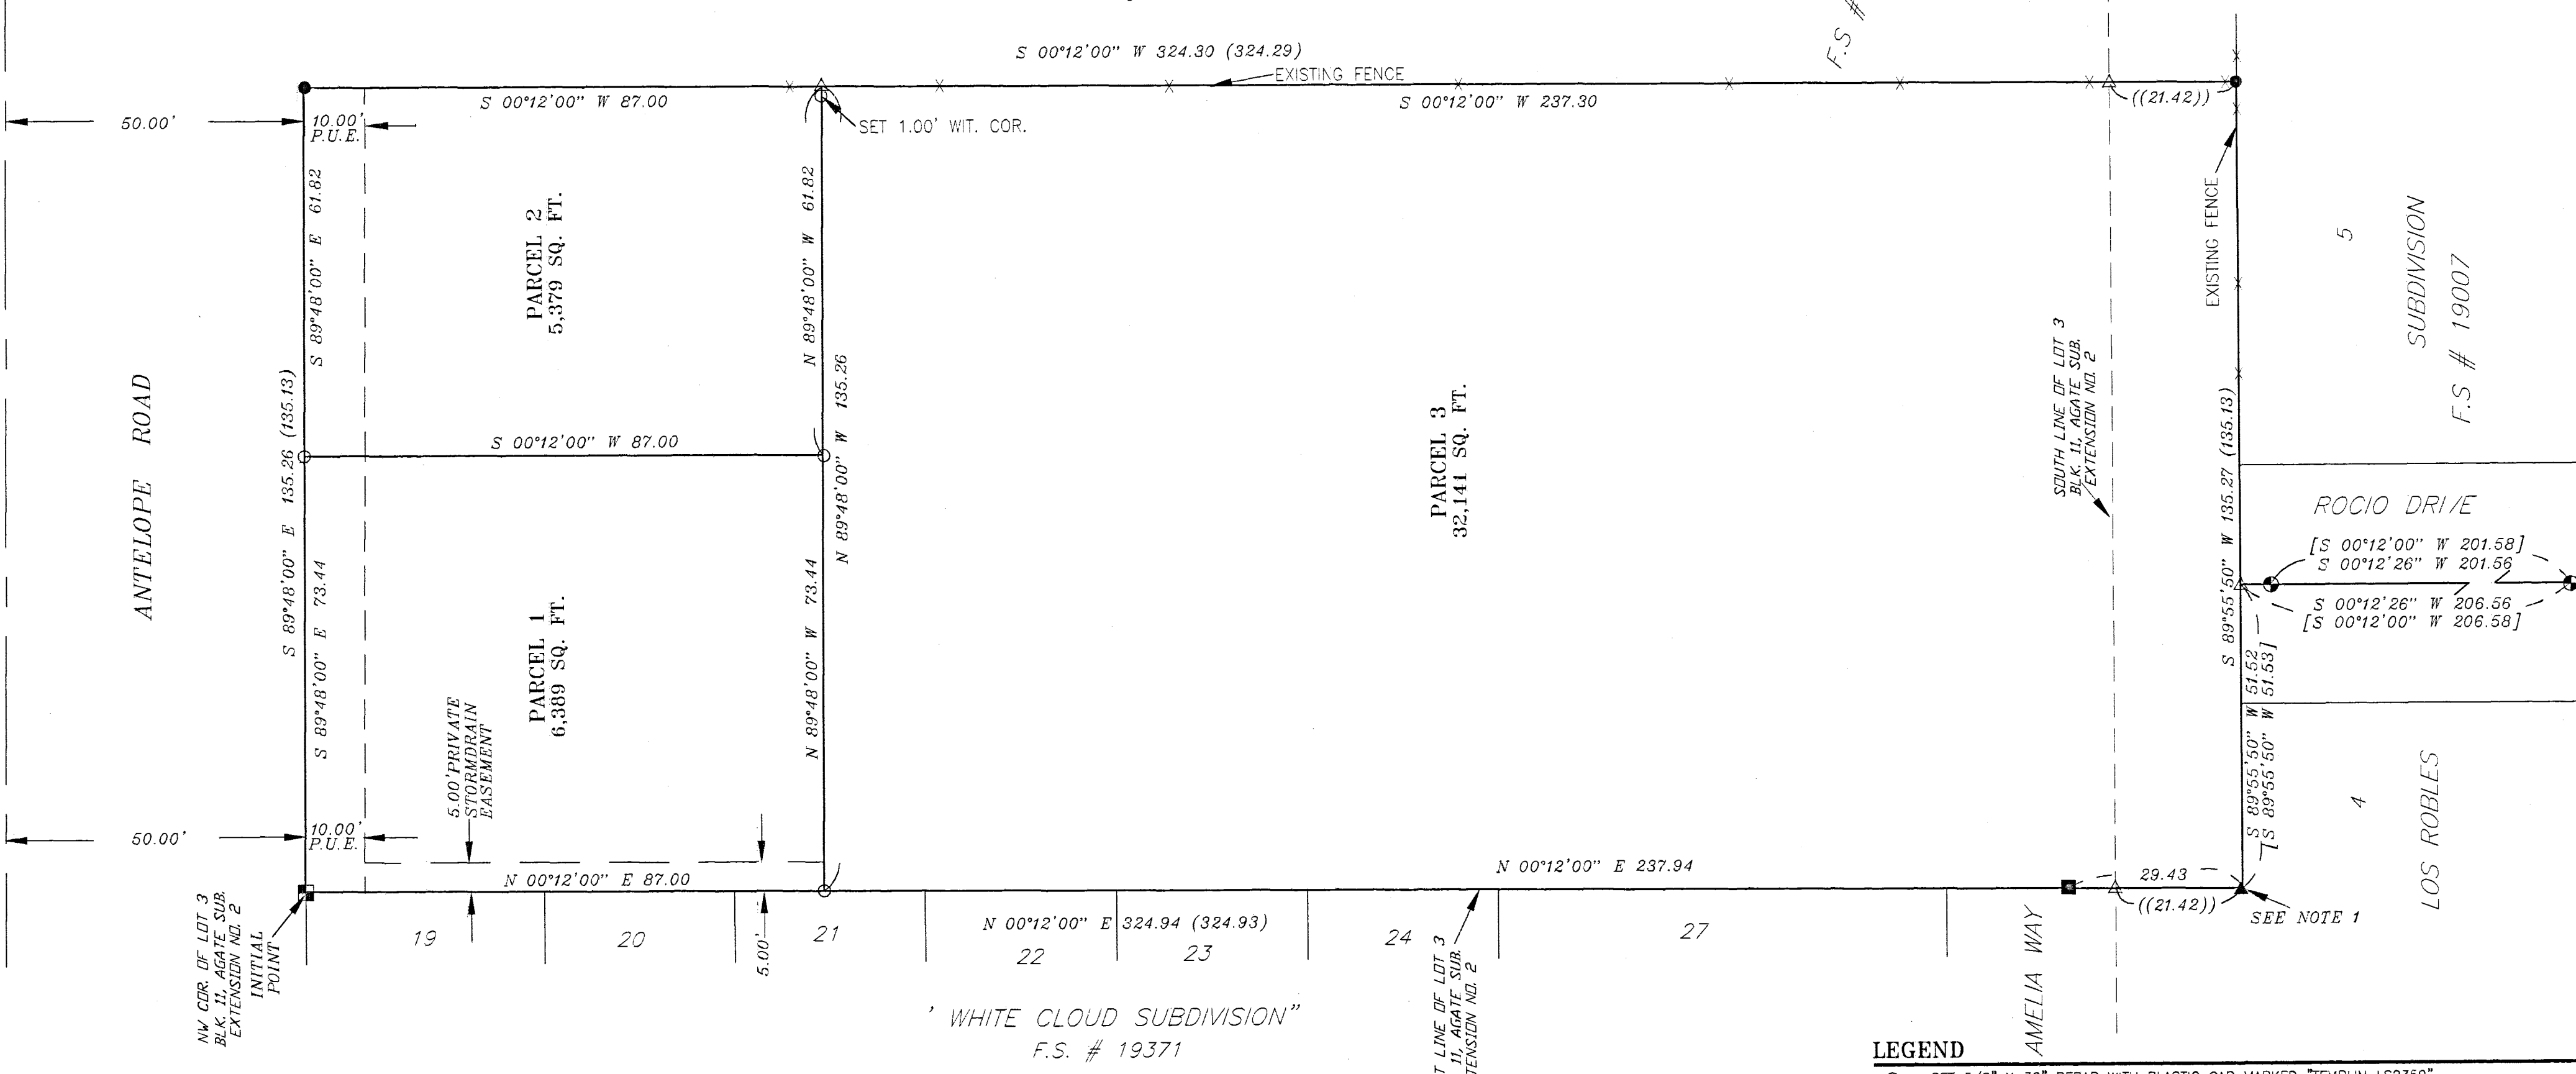 F.S #
S 00°12'00" W 324.30 (324.29)
EXISTING FENCE
S 00°12'00" W 87.00
S 00°12'00" W 237.30
((21.42))
50.00'
10.00'
P.U.E.
SET 1.00' WIT. COR.
S 89°48'00" E 61.82
PARCEL 2
5,379 SQ. FT.
N 89°48'00" W 61.82
EXISTING FENCE
5
SUBDIVISION
F.S # 19007
ANTELOPE ROAD
S 89°48'00" E 135.26 (135.13)
S 00°12'00" W 87.00
N 89°48'00" W 135.26
PARCEL 3
32,141 SQ. FT.
SOUTH LINE OF LOT 3
BLK. 11, AGATE SUB.
EXTENSION NO. 2
S 89°55'50" W 135.27 (135.13)
ROCIO DRIVE
[S 00°12'00" W 201.58]
S 00°12'26" W 201.56
S 00°12'26" W 206.56
[S 00°12'00" W 206.58]
S 89°48'00" E 73.44
PARCEL 1
6,389 SQ. FT.
N 89°48'00" W 73.44
S 89°55'50" W 51.52
[S 89°55'50" W 51.53]
5.00' PRIVATE
STORMDRAIN
EASEMENT
4
LOS ROBLES
50.00'
10.00'
P.U.E.
N 00°12'00" E 87.00
N 00°12'00" E 237.94
29.43
((21.42))
SEE NOTE 1
NW COR. OF LOT 3
BLK. 11, AGATE SUB.
EXTENSION NO. 2
INITIAL
POINT
19
20
5.00'
21
N 00°12'00" E 324.94 (324.93)
22
23
24
27
T LINE OF LOT 3
11, AGATE SUB.
TENSION NO. 2
AMELIA WAY
' WHITE CLOUD SUBDIVISION"
F.S. # 19371
LEGEND